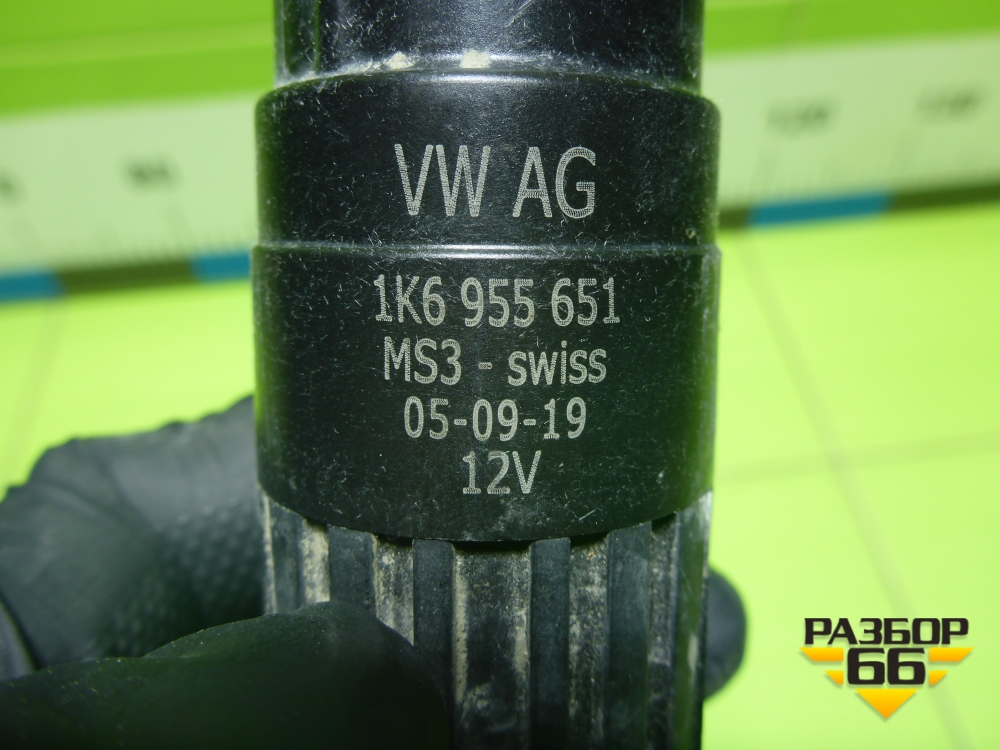 VW AG
1K6 955 651
MS3 - swiss
05-09-19
12V
РАЗБОР
66